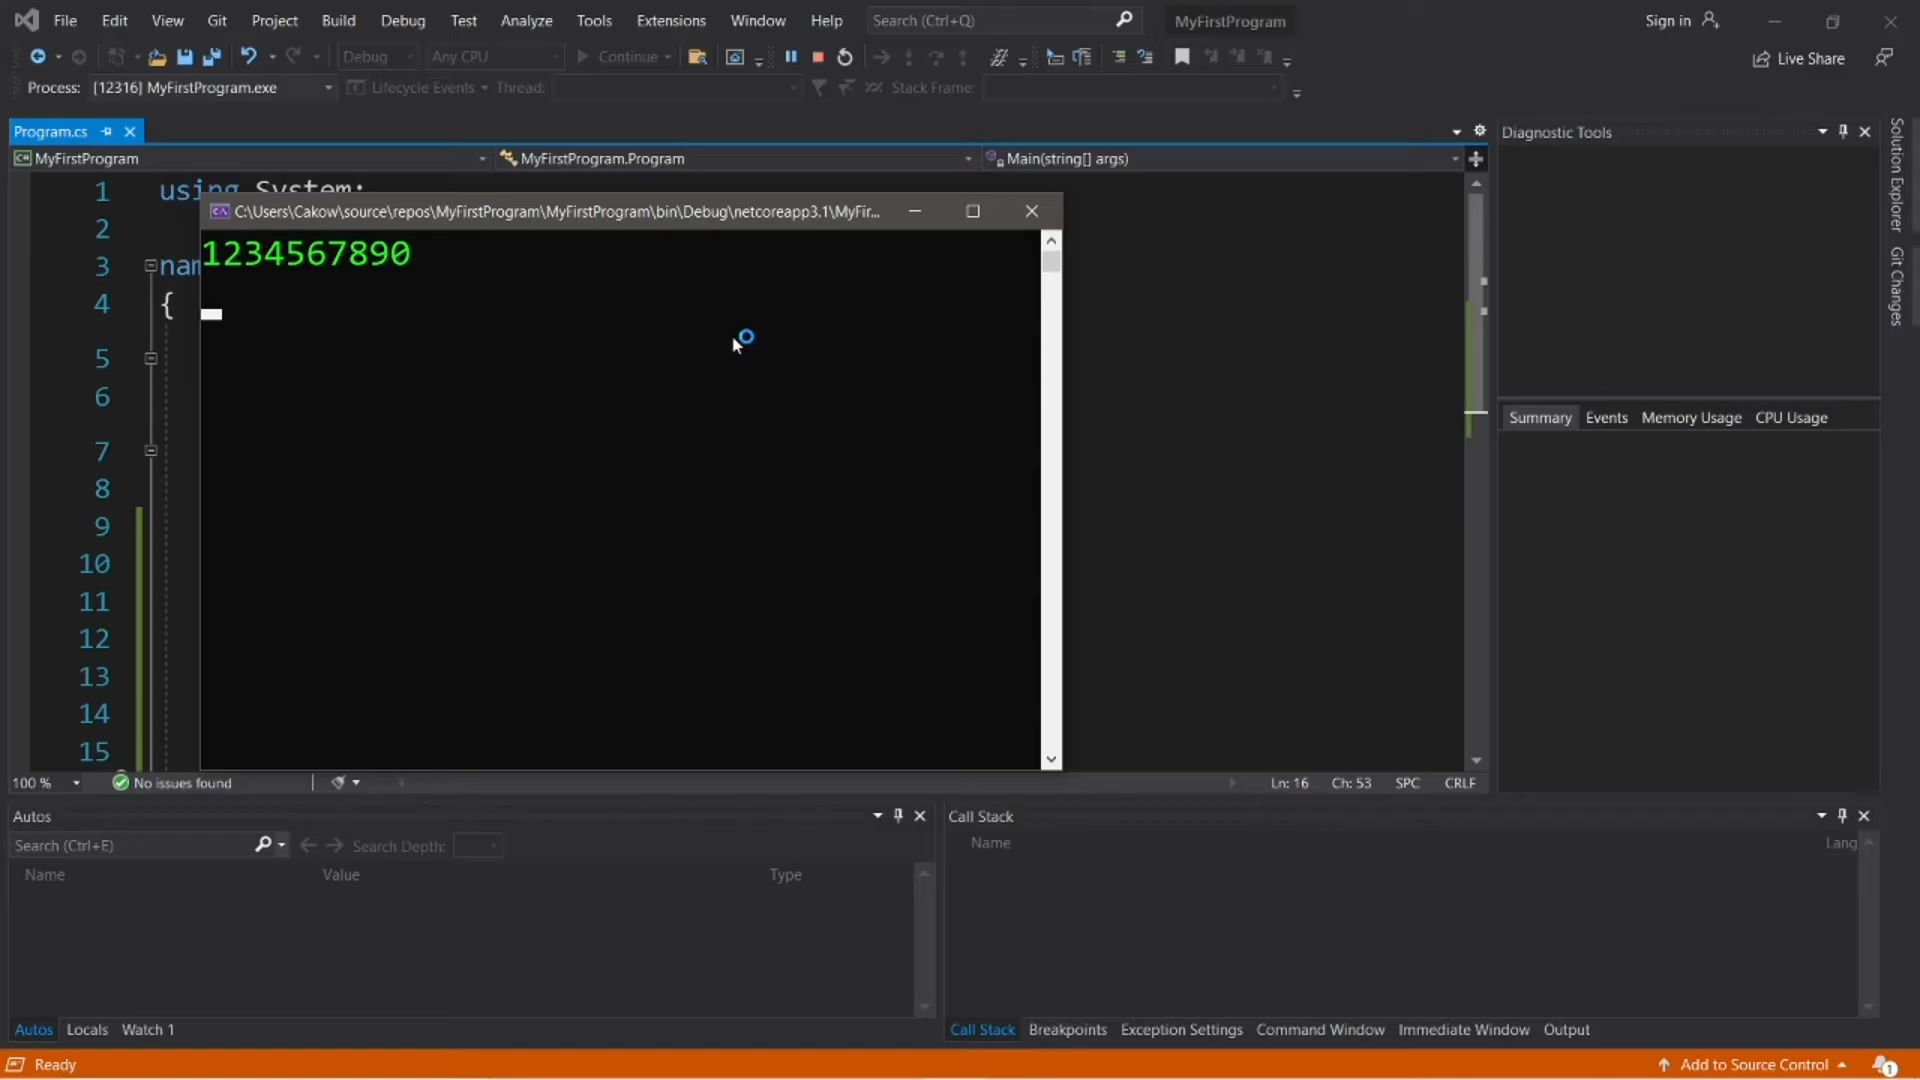 File Edit View Git Project Build Debug Test Analyze Tools Extensions Window Help Search (Ctrl+Q) MyFirstProgram Sign in
Debug Any CPU Continue Live Share
Process: [12316] MyFirstProgram.exe Lifecycle Events Thread: Stack Frame:
Program.cs
MyFirstProgram MyFirstProgram.Program Main(string[] args)
1 using System;
2
3 nam
4 {
5
6
7
8
9
10
11
12
13
14
15
C:\Users\Cakow\source\repos\MyFirstProgram\MyFirstProgram\bin\Debug\netcoreapp3.1\MyFir...
1234567890
100 % No issues found Ln: 16 Ch: 53 SPC CRLF
Diagnostic Tools
Summary Events Memory Usage CPU Usage
Solution Explorer
Git Changes
Autos
Search (Ctrl+E) Search Depth:
Name Value Type
Autos Locals Watch 1
Call Stack
Name Lang
Call Stack Breakpoints Exception Settings Command Window Immediate Window Output
Ready Add to Source Control 1